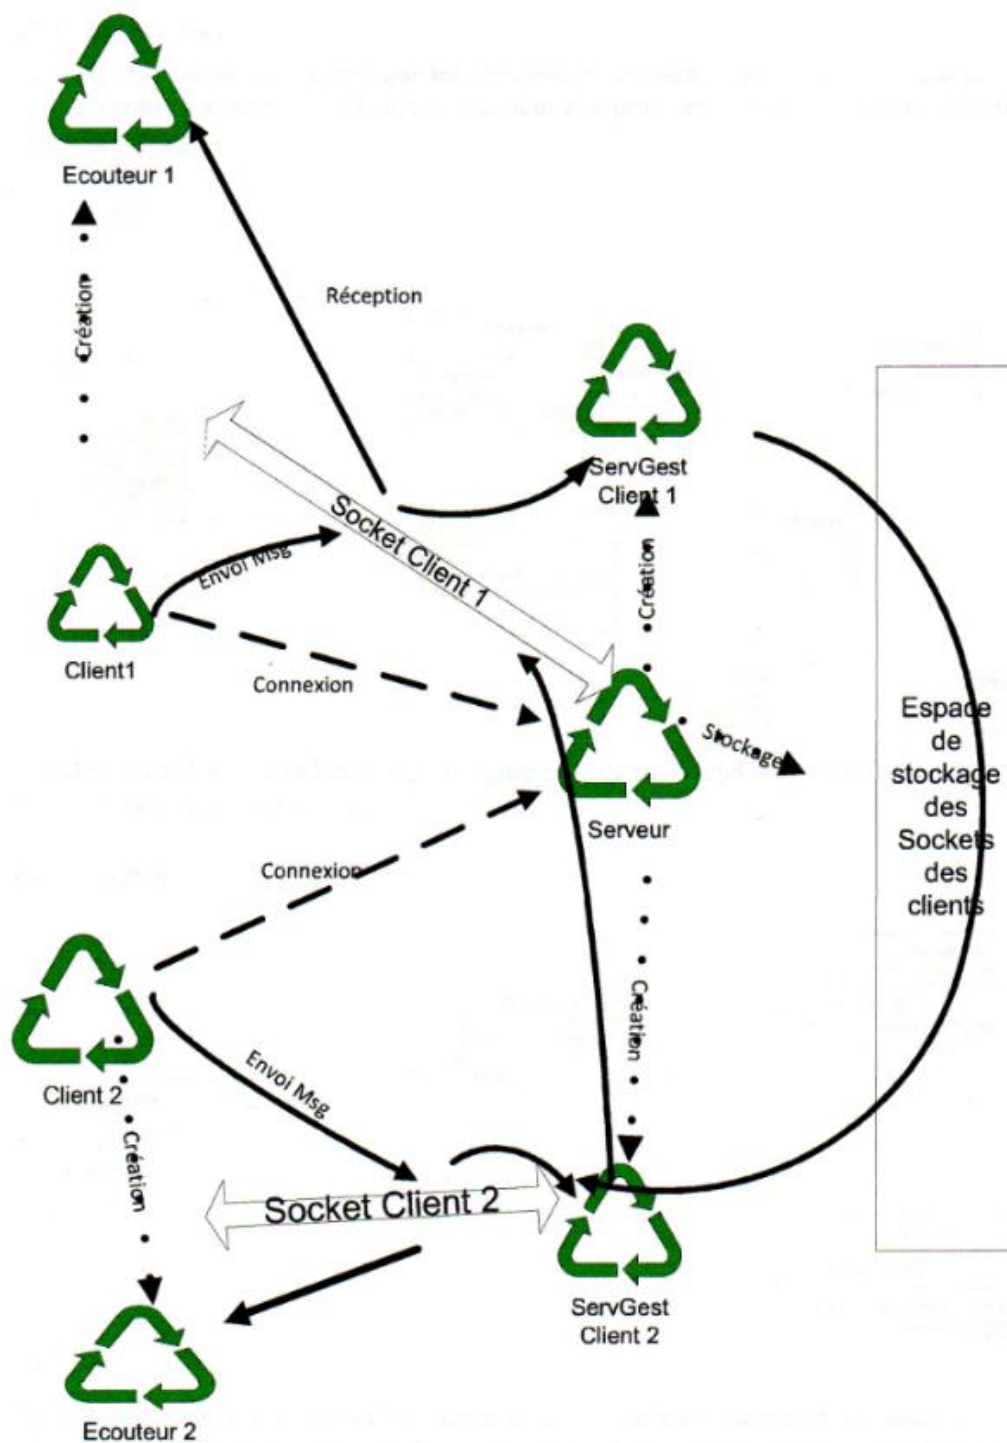 Ecouteur 1
Création
Réception
ServGest
Client 1
Socket Client 1
Envoi Msg
Création
Client1
Connexion
Stockage
Espace
de
stockage
des
Sockets
des
clients
Serveur
Connexion
Création
Client 2
Envoi Msg
Création
Socket Client 2
ServGest
Client 2
Ecouteur 2